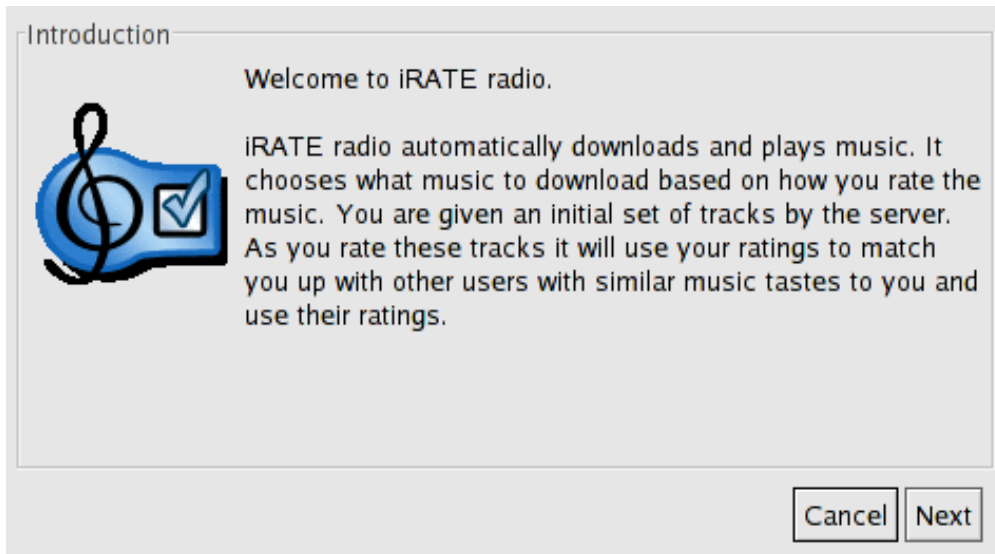 Introduction
Welcome to iRATE radio.
iRATE radio automatically downloads and plays music. It
chooses what music to download based on how you rate the
music. You are given an initial set of tracks by the server.
As you rate these tracks it will use your ratings to match
you up with other users with similar music tastes to you and
use their ratings.
Cancel
Next